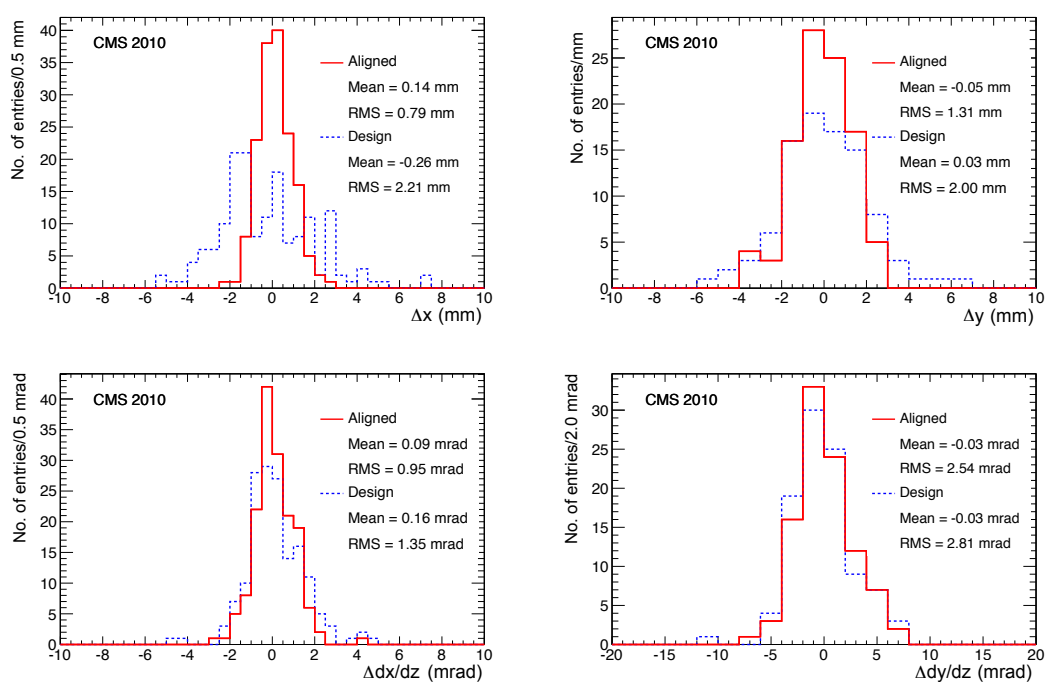 No. of entries/0.5 mm
40
35
30
25
20
15
10
5
0
CMS 2010
Aligned
Mean = 0.14 mm
RMS = 0.79 mm
Design
Mean = -0.26 mm
RMS = 2.21 mm
-10 -8 -6 -4 -2 0 2 4 6 8 10
Δx (mm)
No. of entries/mm
25
20
15
10
5
0
CMS 2010
Aligned
Mean = -0.05 mm
RMS = 1.31 mm
Design
Mean = 0.03 mm
RMS = 2.00 mm
-10 -8 -6 -4 -2 0 2 4 6 8 10
Δy (mm)
No. of entries/0.5 mrad
40
35
30
25
20
15
10
5
0
CMS 2010
Aligned
Mean = 0.09 mrad
RMS = 0.95 mrad
Design
Mean = 0.16 mrad
RMS = 1.35 mrad
-10 -8 -6 -4 -2 0 2 4 6 8 10
Δdx/dz (mrad)
No. of entries/2.0 mrad
30
25
20
15
10
5
0
CMS 2010
Aligned
Mean = -0.03 mrad
RMS = 2.54 mrad
Design
Mean = -0.03 mrad
RMS = 2.81 mrad
-20 -15 -10 -5 0 5 10 15 20
Δdy/dz (mrad)